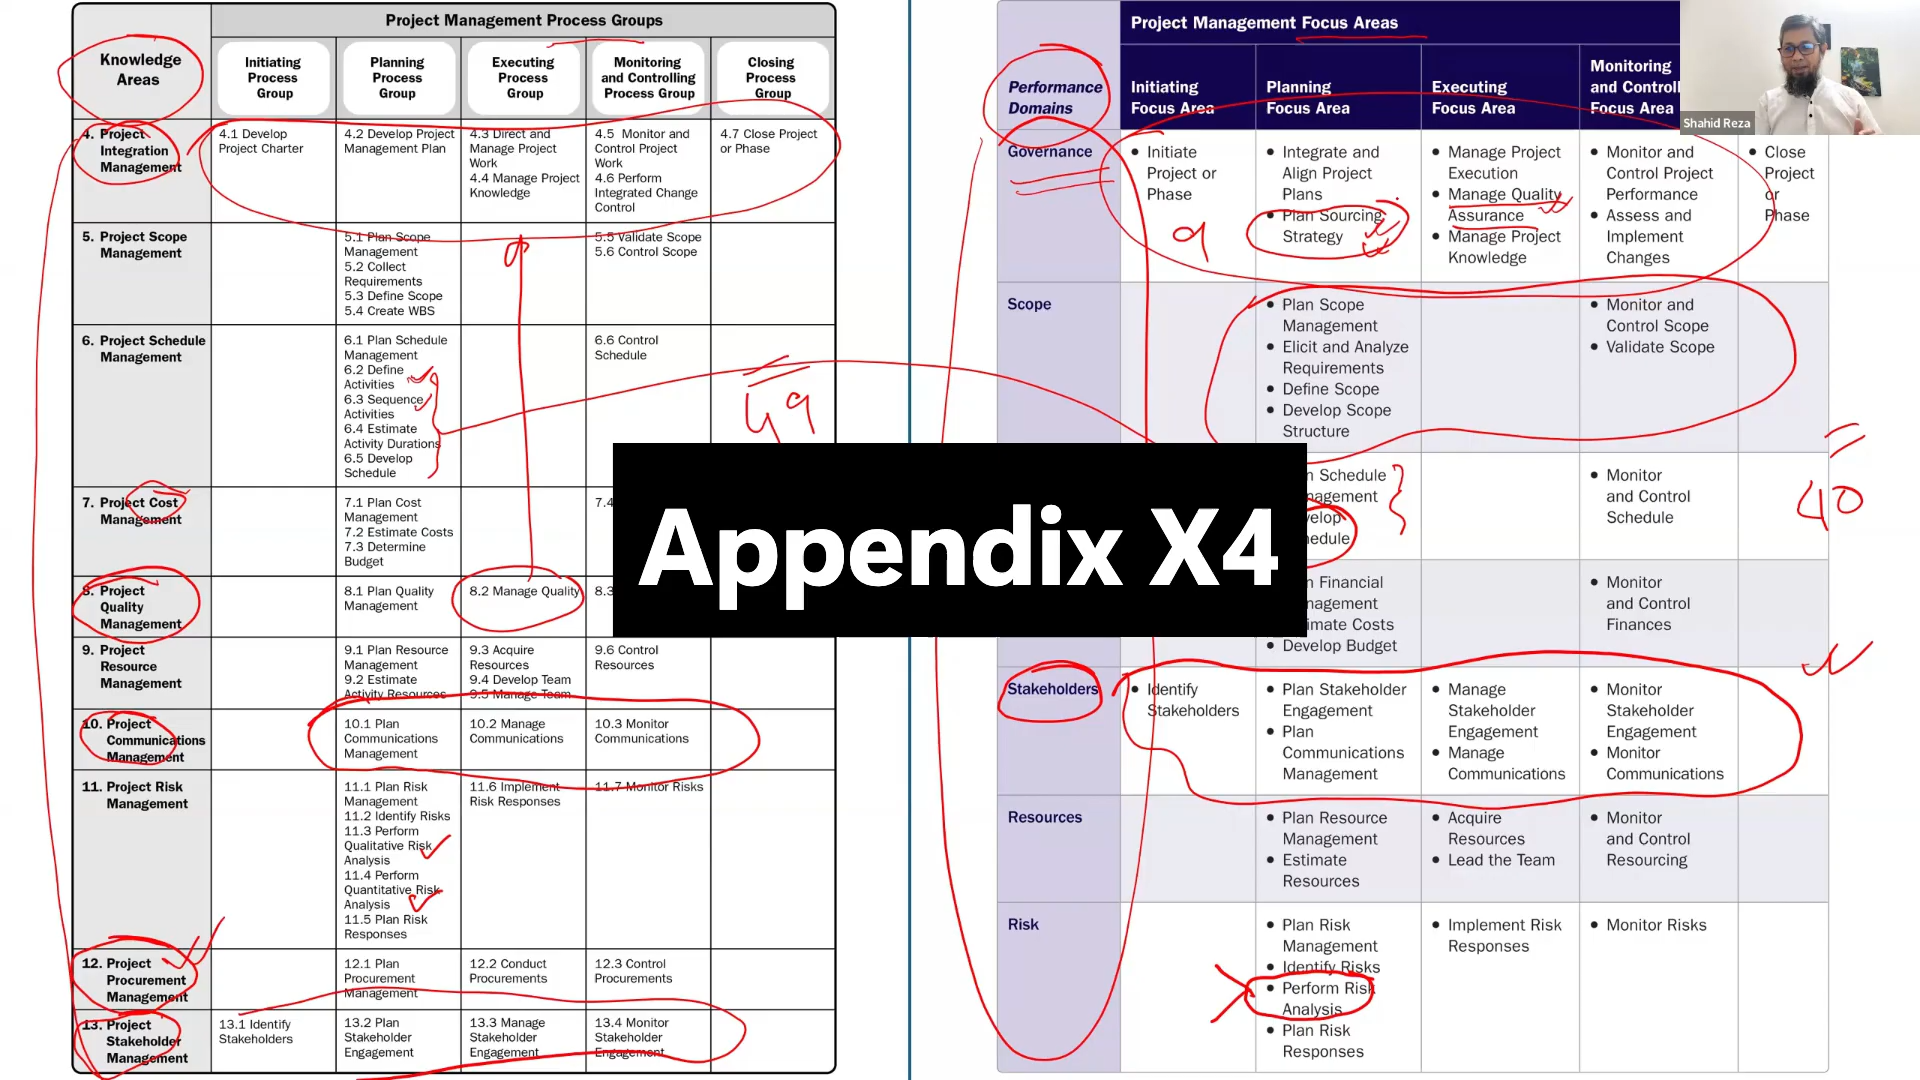 Project Management Process Groups
Knowledge
Areas
Initiating
Process
Group
Planning
Process
Group
Executing
Process
Group
Monitoring
and Controlling
Process Group
Closing
Process
Group
4. Project
Integration
Management
4.1 Develop
Project Charter
4.2 Develop Project
Management Plan
4.3 Direct and
Manage Project
Work
4.4 Manage Project
Knowledge
4.5 Monitor and
Control Project
Work
4.6 Perform
Integrated Change
Control
4.7 Close Project
or Phase
5. Project Scope
Management
5.1 Plan Scope
Management
5.2 Collect
Requirements
5.3 Define Scope
5.4 Create WBS
5.5 Validate Scope
5.6 Control Scope
6. Project Schedule
Management
6.1 Plan Schedule
Management
6.2 Define
Activities
6.3 Sequence
Activities
6.4 Estimate
Activity Durations
6.5 Develop
Schedule
6.6 Control
Schedule
49
7. Project Cost
Management
7.1 Plan Cost
Management
7.2 Estimate Costs
7.3 Determine
Budget
7.4
8. Project
Quality
Management
8.1 Plan Quality
Management
8.2 Manage Quality
8.3
9. Project
Resource
Management
9.1 Plan Resource
Management
9.2 Estimate
Activity Resources
9.3 Acquire
Resources
9.4 Develop Team
9.5 Manage Team
9.6 Control
Resources
10. Project
Communications
Management
10.1 Plan
Communications
Management
10.2 Manage
Communications
10.3 Monitor
Communications
11. Project Risk
Management
11.1 Plan Risk
Management
11.2 Identify Risks
11.3 Perform
Qualitative Risk
Analysis
11.4 Perform
Quantitative Risk
Analysis
11.5 Plan Risk
Responses
11.6 Implement
Risk Responses
11.7 Monitor Risks
12. Project
Procurement
Management
12.1 Plan
Procurement
Management
12.2 Conduct
Procurements
12.3 Control
Procurements
13. Project
Stakeholder
Management
13.1 Identify
Stakeholders
13.2 Plan
Stakeholder
Engagement
13.3 Manage
Stakeholder
Engagement
13.4 Monitor
Stakeholder
Engagement
Appendix X4
Project Management Focus Areas
Performance
Domains
Initiating
Focus Area
Planning
Focus Area
Executing
Focus Area
Monitoring
and Controll
Focus Area
Shahid Reza
Governance
• Initiate
Project or
Phase
9
• Integrate and
Align Project
Plans
• Plan Sourcing
Strategy
• Manage Project
Execution
• Manage Quality
Assurance
• Manage Project
Knowledge
• Monitor and
Control Project
Performance
• Assess and
Implement
Changes
• Close
Project
or
Phase
Scope
• Plan Scope
Management
• Elicit and Analyze
Requirements
• Define Scope
• Develop Scope
Structure
• Monitor and
Control Scope
• Validate Scope
n Schedule
nagement
velop
hedule
• Monitor
and Control
Schedule
40
n Financial
nagement
imate Costs
• Develop Budget
• Monitor
and Control
Finances
Stakeholders
• Identify
Stakeholders
• Plan Stakeholder
Engagement
• Plan
Communications
Management
• Manage
Stakeholder
Engagement
• Manage
Communications
• Monitor
Stakeholder
Engagement
• Monitor
Communications
Resources
• Plan Resource
Management
• Estimate
Resources
• Acquire
Resources
• Lead the Team
• Monitor
and Control
Resourcing
Risk
• Plan Risk
Management
• Identify Risks
• Perform Risk
Analysis
• Plan Risk
Responses
• Implement Risk
Responses
• Monitor Risks